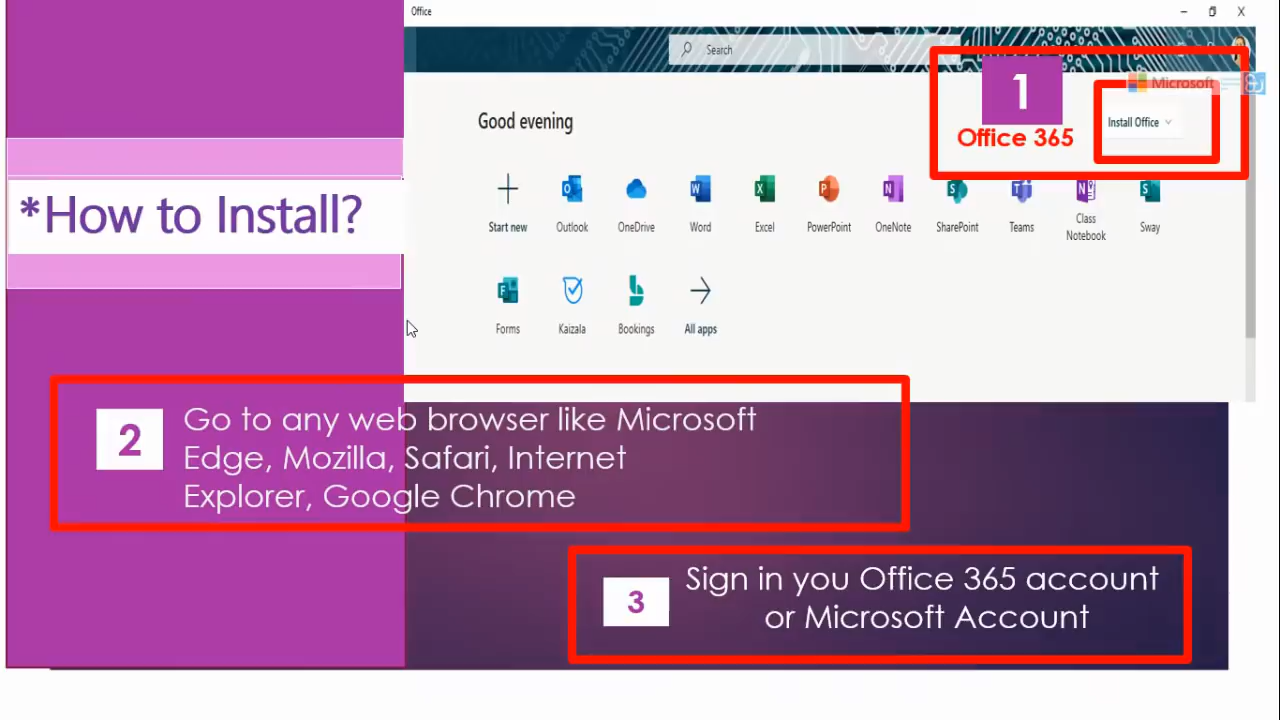 Office
Search
Microsoft
1
Office 365
Install Office
Good evening
*How to Install?
Start new
Outlook
OneDrive
Word
Excel
PowerPoint
OneNote
SharePoint
Teams
Class
Notebook
Sway
Forms
Kaizala
Bookings
All apps
2
Go to any web browser like Microsoft
Edge, Mozilla, Safari, Internet
Explorer, Google Chrome
3
Sign in you Office 365 account
or Microsoft Account